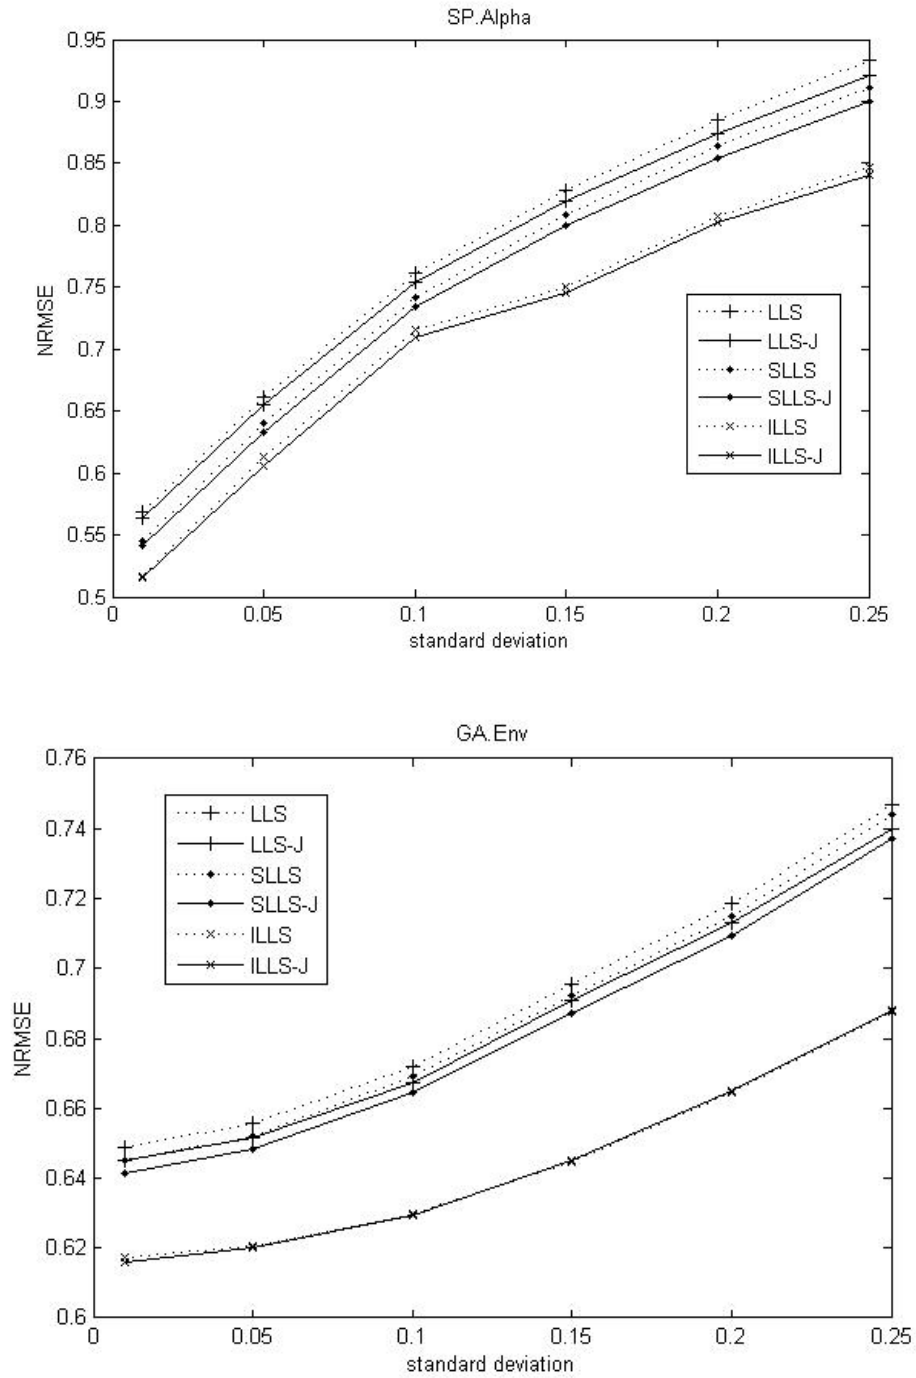 SP.Alpha
0.95
0.9
0.85
0.8
0.75
0.7
0.65
0.6
0.55
0.5
NRMSE
LLS
LLS-J
SLLS
SLLS-J
ILLS
ILLS-J
0 0.05 0.1 0.15 0.2 0.25
standard deviation
GA.Env
0.76
0.74
0.72
0.7
0.68
0.66
0.64
0.62
0.6
NRMSE
LLS
LLS-J
SLLS
SLLS-J
ILLS
ILLS-J
0 0.05 0.1 0.15 0.2 0.25
standard deviation